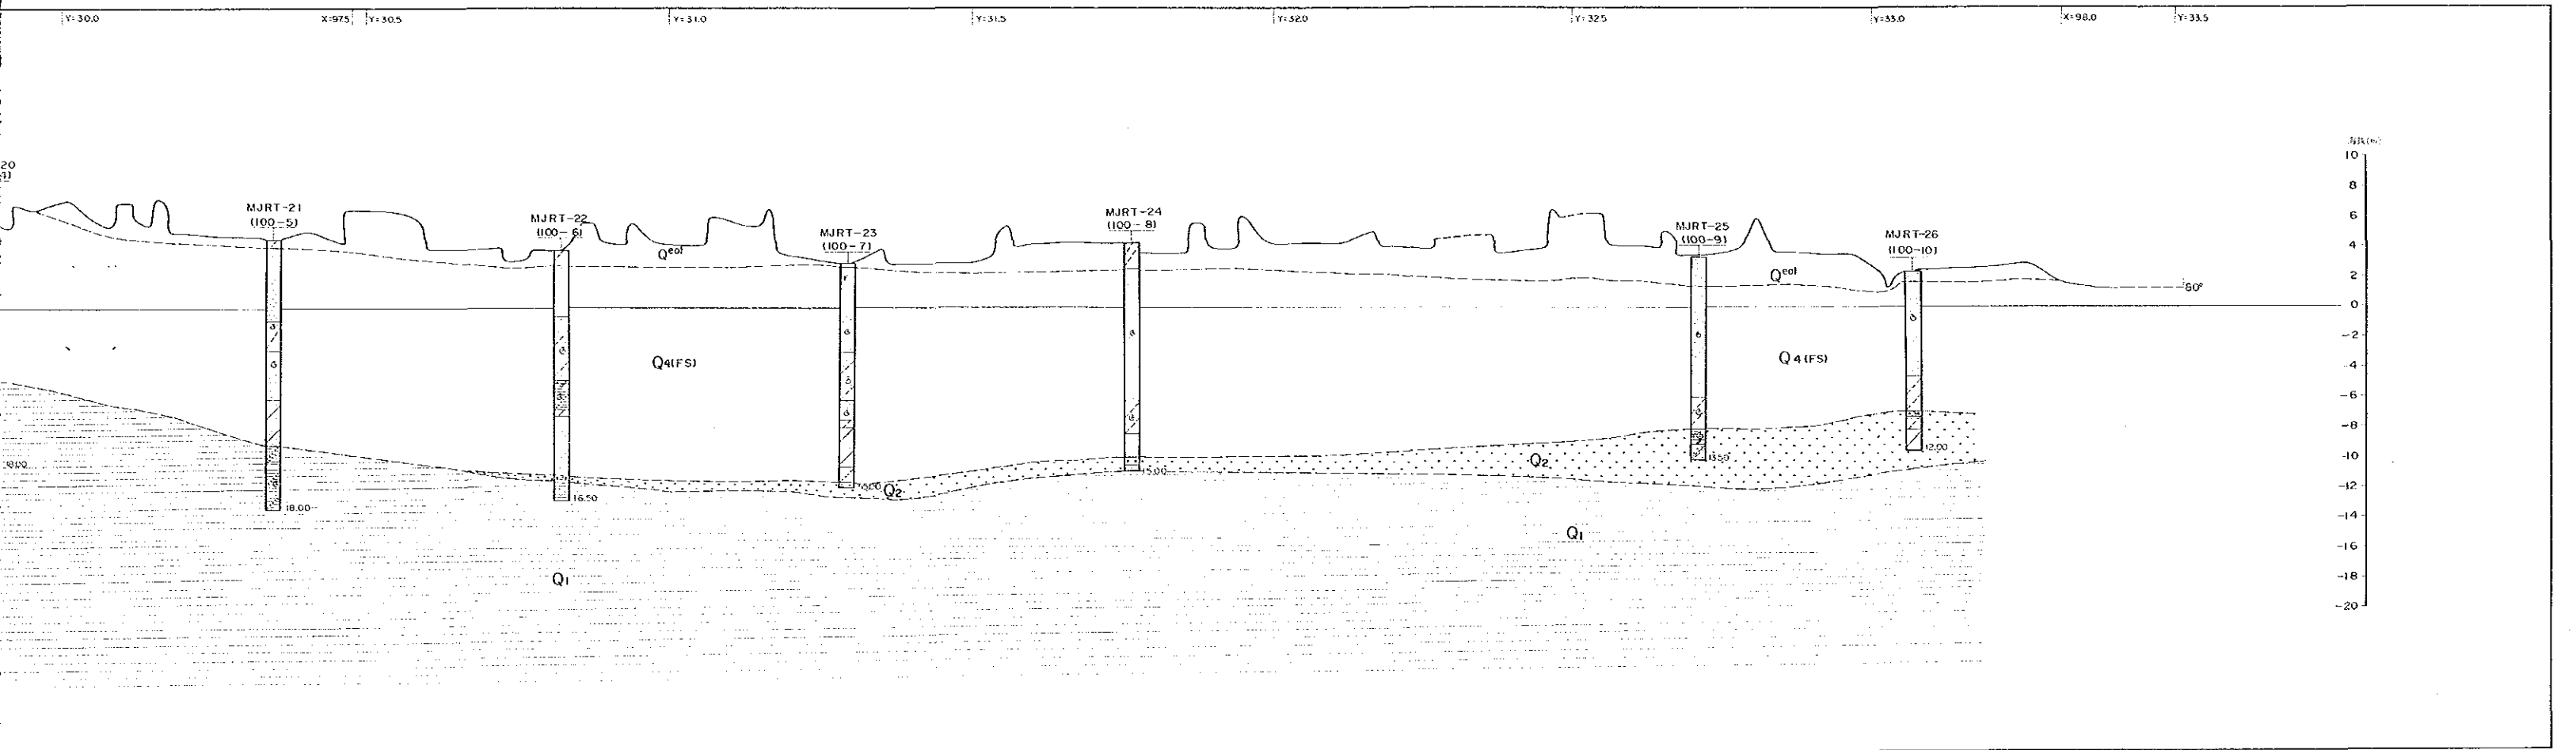 Y=30.0 X=97.5 Y=30.5 Y=31.0 Y=31.5 Y=32.0 Y=32.5 Y=33.0 X=98.0 Y=33.5
10
8
6
4
2
0
-2
-4
-6
-8
-10
-12
-14
-16
-18
-20
20
MJRT-21
(100-5)
18.00
MJRT-22
(100-6)
16.50
MJRT-23
(100-7)
MJRT-24
(100-8)
15.00
MJRT-25
(100-9)
13.50
MJRT-26
(100-10)
12.00
Qeol
Qeol
80°
Q4(FS)
Q4(FS)
Q2
Q2
Q1
Q1